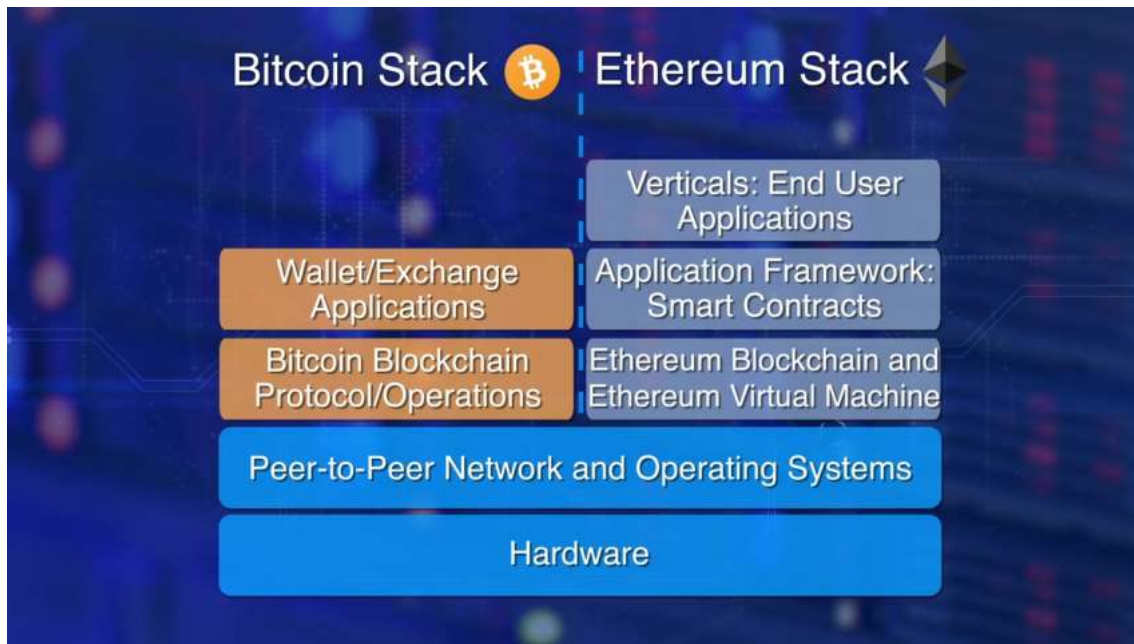 Bitcoin Stack
Ethereum Stack
Verticals: End User
Applications
Wallet/Exchange
Applications
Application Framework:
Smart Contracts
Bitcoin Blockchain
Protocol/Operations
Ethereum Blockchain and
Ethereum Virtual Machine
Peer-to-Peer Network and Operating Systems
Hardware